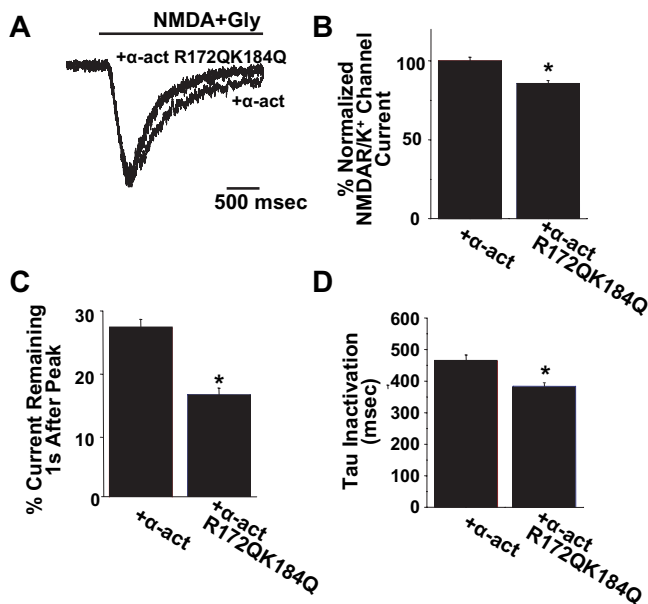 A
NMDA+Gly
+α-act R172QK184Q
+α-act
500 msec
B
% Normalized
NMDAR/K⁺ Channel
Current
100
50
0
*
+α-act
+α-act
R172QK184Q
C
% Current Remaining
1s After Peak
30
20
10
0
*
+α-act
+α-act
R172QK184Q
D
Tau Inactivation
(msec)
600
500
400
300
200
100
0
*
+α-act
+α-act
R172QK184Q